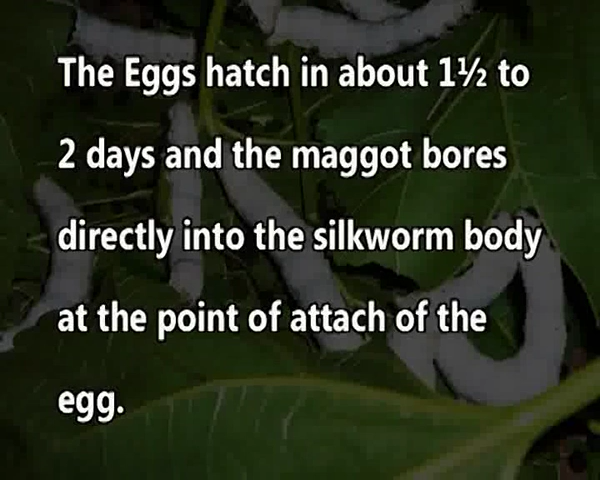 The Eggs hatch in about 1½ to
2 days and the maggot bores
directly into the silkworm body
at the point of attach of the
egg.